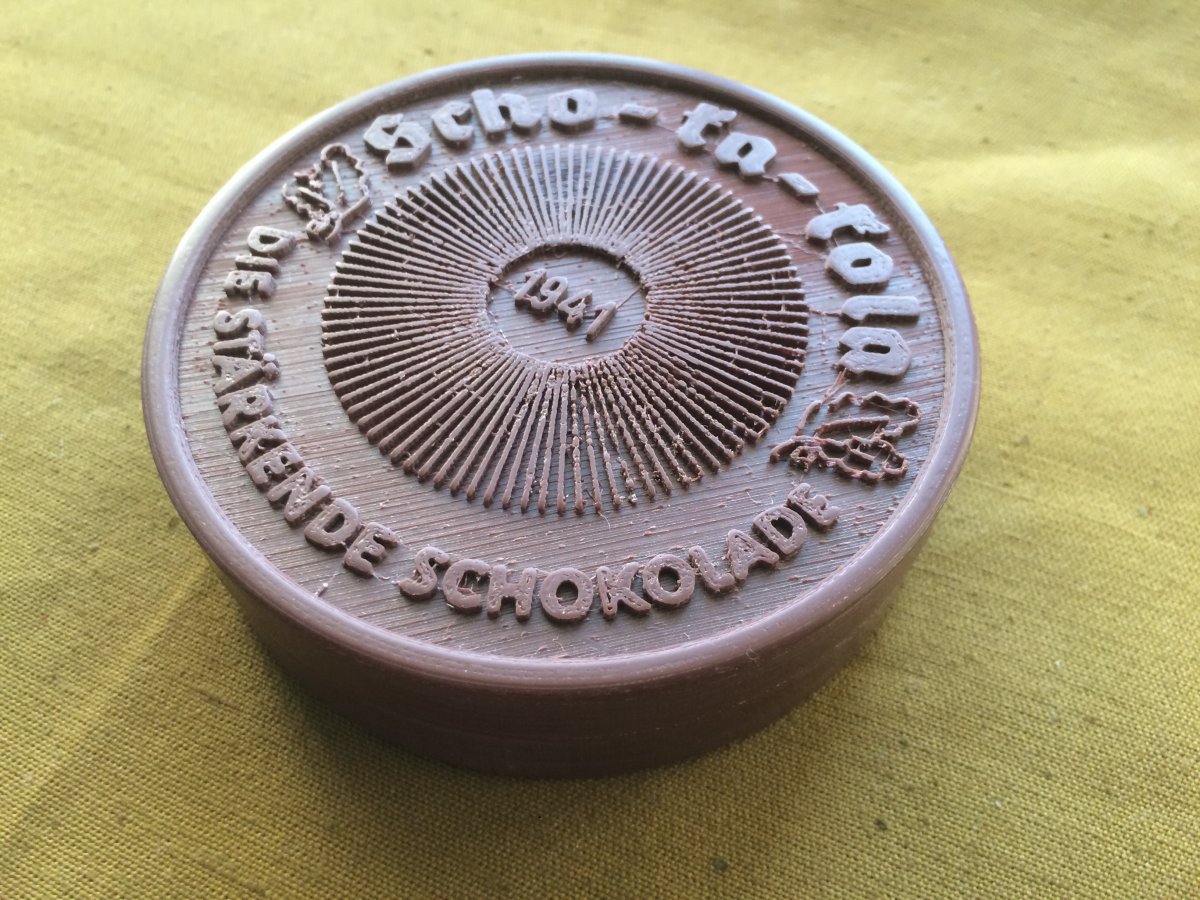 Scho-ka-kola
1941
DIE STÄRKENDE SCHOKOLADE